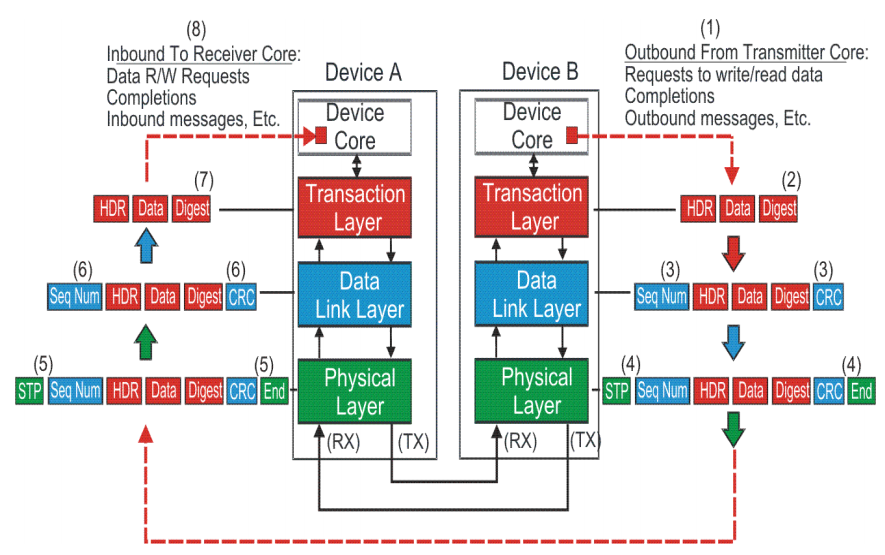 (8)
Inbound To Receiver Core:
Data R/W Requests
Completions
Inbound messages, Etc.
(1)
Outbound From Transmitter Core:
Requests to write/read data
Completions
Outbound messages, Etc.
Device A
Device B
Device
Core
Device
Core
(7)
HDR Data Digest
Transaction
Layer
Transaction
Layer
(2)
HDR Data Digest
(6) (6)
Seq Num HDR Data Digest CRC
Data
Link Layer
Data
Link Layer
(3) (3)
Seq Num HDR Data Digest CRC
(5) (5)
STP Seq Num HDR Data Digest CRC End
Physical
Layer
Physical
Layer
(4) (4)
STP Seq Num HDR Data Digest CRC End
(RX) (TX)
(RX) (TX)